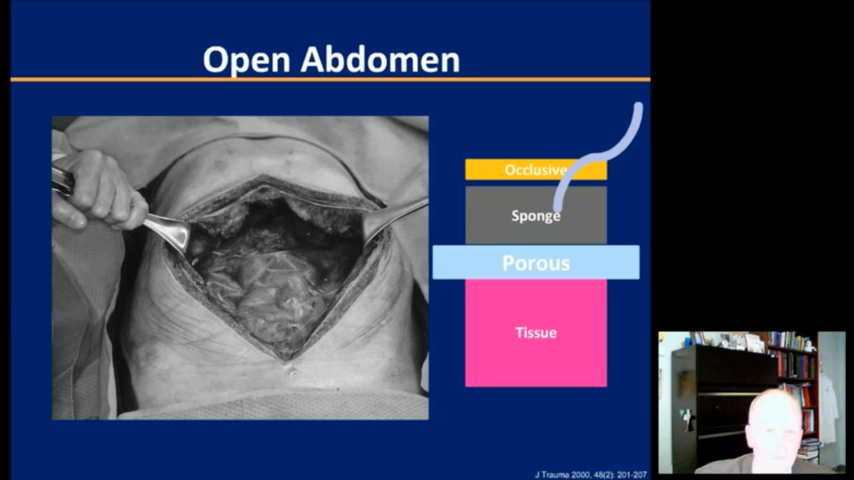 Open Abdomen
Occlusive
Sponge
Porous
Tissue
J Trauma 2000, 48(2): 201-207